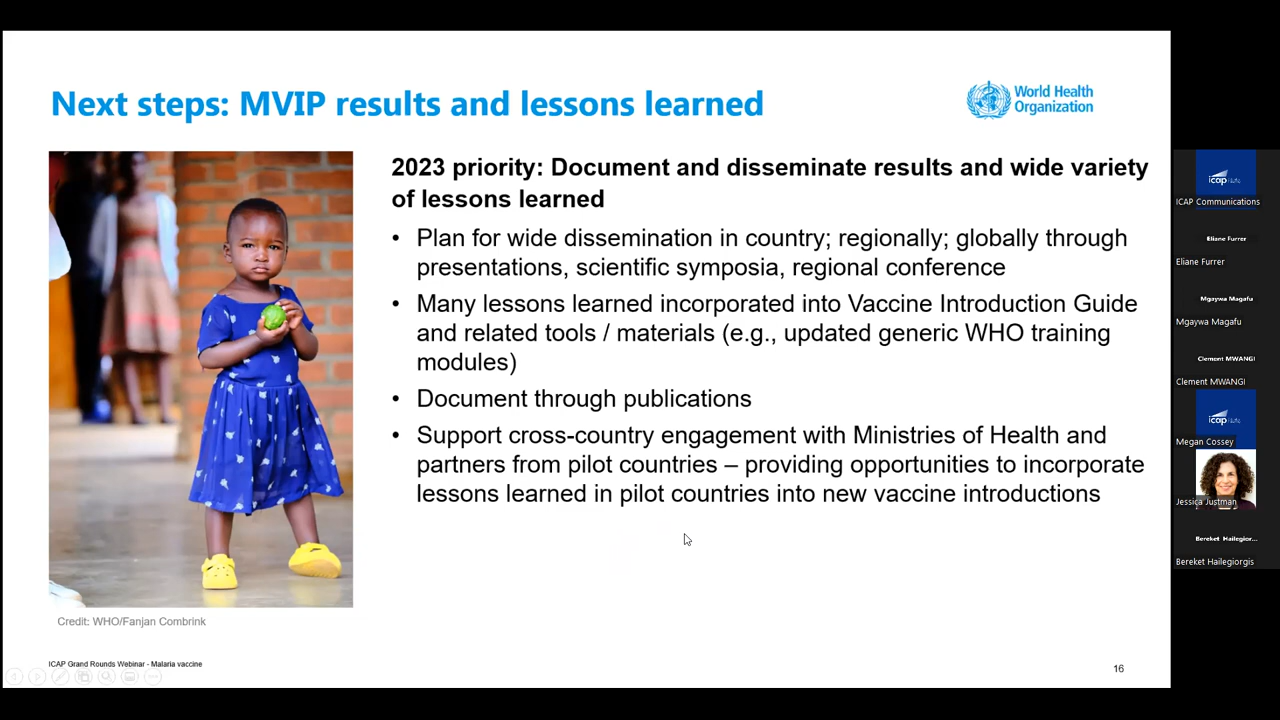 Next steps: MVIP results and lessons learned
World Health
Organization
2023 priority: Document and disseminate results and wide variety
of lessons learned
• Plan for wide dissemination in country; regionally; globally through
presentations, scientific symposia, regional conference
• Many lessons learned incorporated into Vaccine Introduction Guide
and related tools / materials (e.g., updated generic WHO training
modules)
• Document through publications
• Support cross-country engagement with Ministries of Health and
partners from pilot countries – providing opportunities to incorporate
lessons learned in pilot countries into new vaccine introductions
Credit: WHO/Fanjan Combrink
ICAP Grand Rounds Webinar - Malaria vaccine
16
icap
ICAP Communications
Eliane Furrer
Eliane Furrer
Mgaywa Magafu
Mgaywa Magafu
Clement MWANGI
Clement MWANGI
icap
Megan Cossey
Jessica Justman
Bereket Hailegior...
Bereket Hailegiorgis